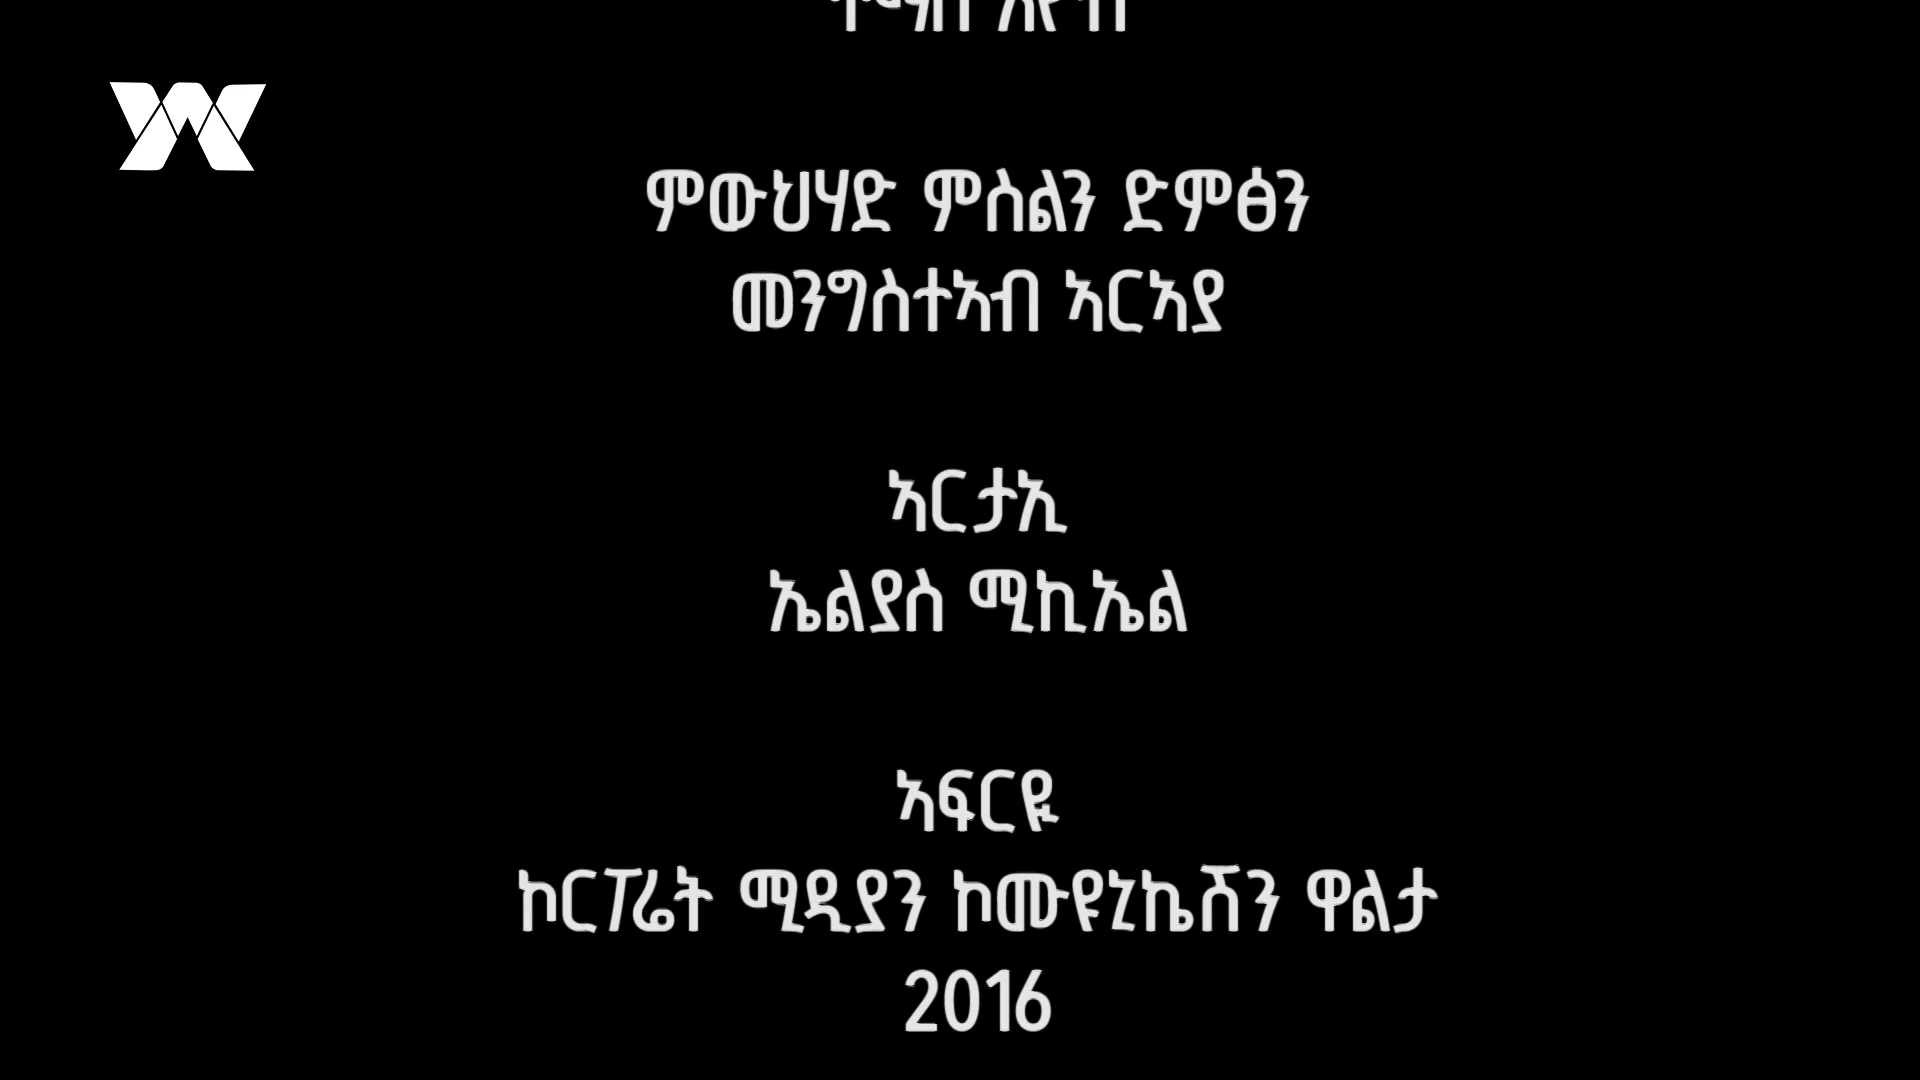 ምውህሃድ ምስልን ድምፅን
መንግስተኣብ ኣርኣያ
ኣርታኢ
ኤልያስ ሚኪኤል
ኣፍርዩ
ኮርፖሬት ሚዲያን ኮሙዩኒኬሽን ዋልታ
2016